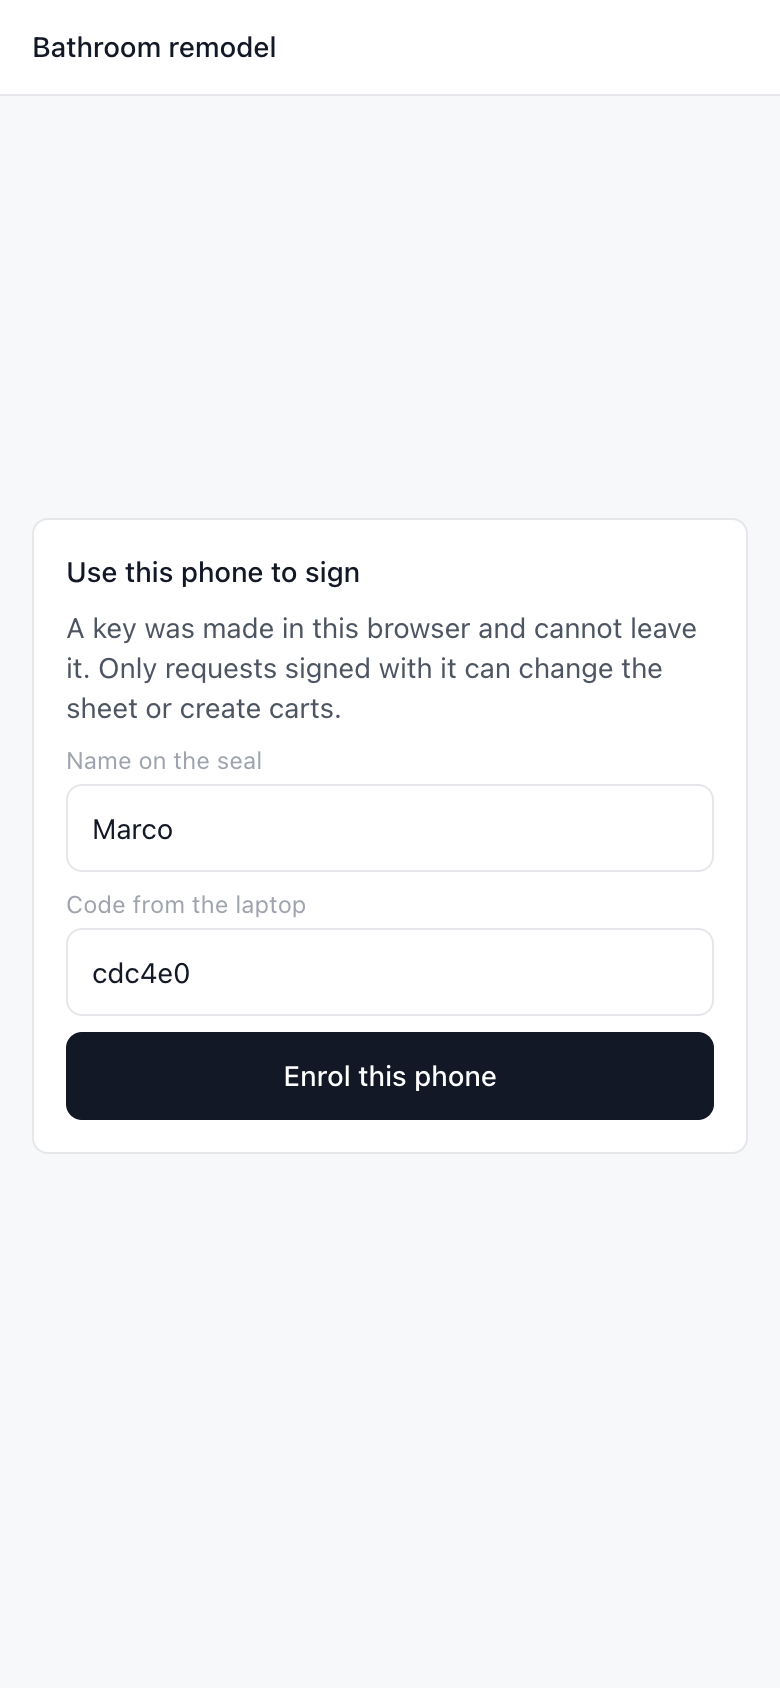 Bathroom remodel
Use this phone to sign
A key was made in this browser and cannot leave
it. Only requests signed with it can change the
sheet or create carts.
Name on the seal
Marco
Code from the laptop
cdc4e0
Enrol this phone